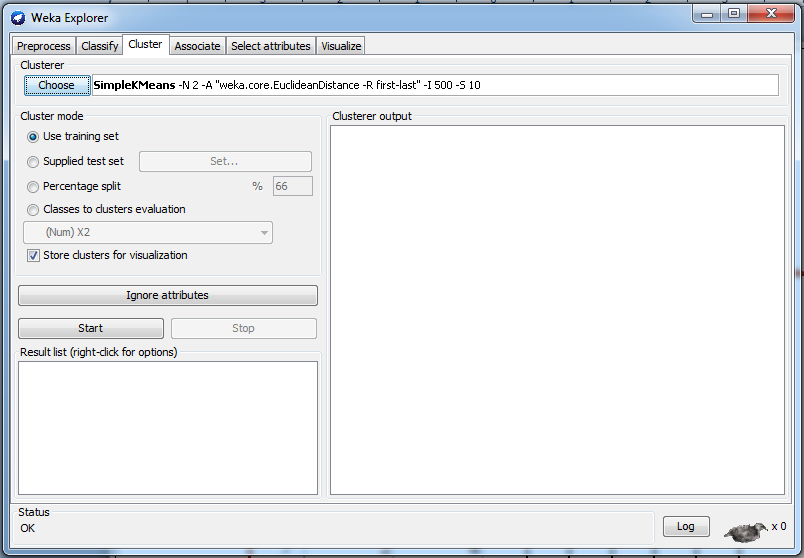 Weka Explorer
Preprocess Classify Cluster Associate Select attributes Visualize
Clusterer
Choose SimpleKMeans -N 2 -A "weka.core.EuclideanDistance -R first-last" -I 500 -S 10
Cluster mode
Use training set
Supplied test set Set...
Percentage split % 66
Classes to clusters evaluation
(Num) X2
Store clusters for visualization
Ignore attributes
Start Stop
Result list (right-click for options)
Clusterer output
Status
OK
Log x 0